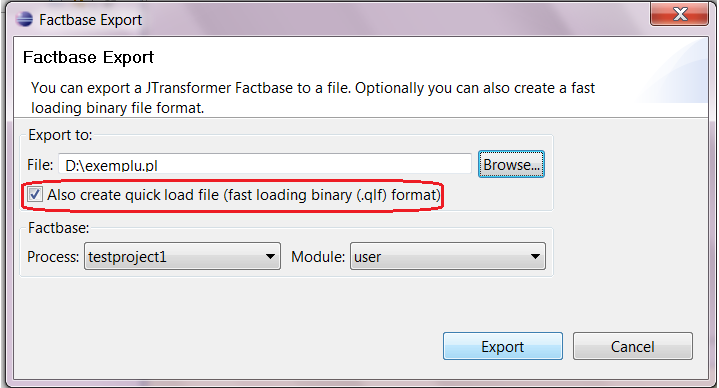 Factbase Export
Factbase Export
You can export a JTransformer Factbase to a file. Optionally you can also create a fast
loading binary file format.
Export to:
File: D:\exemplu.pl Browse...
Also create quick load file (fast loading binary (.qlf) format)
Factbase:
Process: testproject1 Module: user
Export Cancel